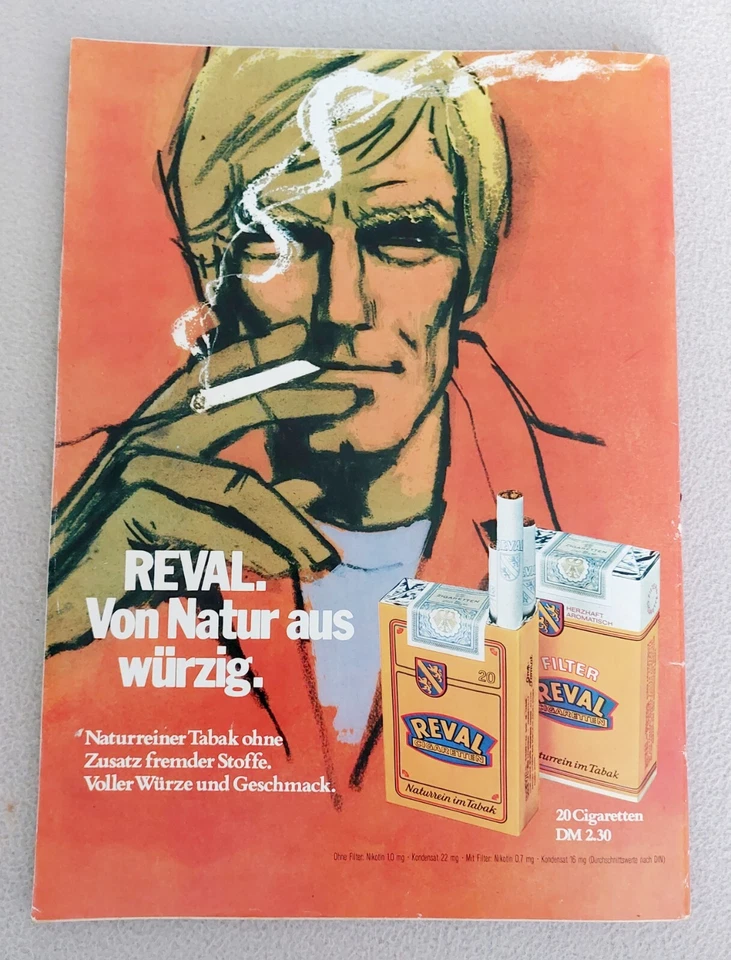 REVAL.
Von Natur aus
würzig.
Naturreiner Tabak ohne
Zusatz fremder Stoffe.
Voller Würze und Geschmack.
20
REVAL
CIGARETTEN
Naturrein im Tabak
HERZHAFT
AROMATISCH
FILTER
REVAL
CIGARETTEN
turrein im Tabak
20 Cigaretten
DM 2.30
Ohne Filter: Nikotin 1,0 mg - Kondensat 22 mg - Mit Filter: Nikotin 0,7 mg - Kondensat 16 mg (Durchschnittswerte nach DIN)